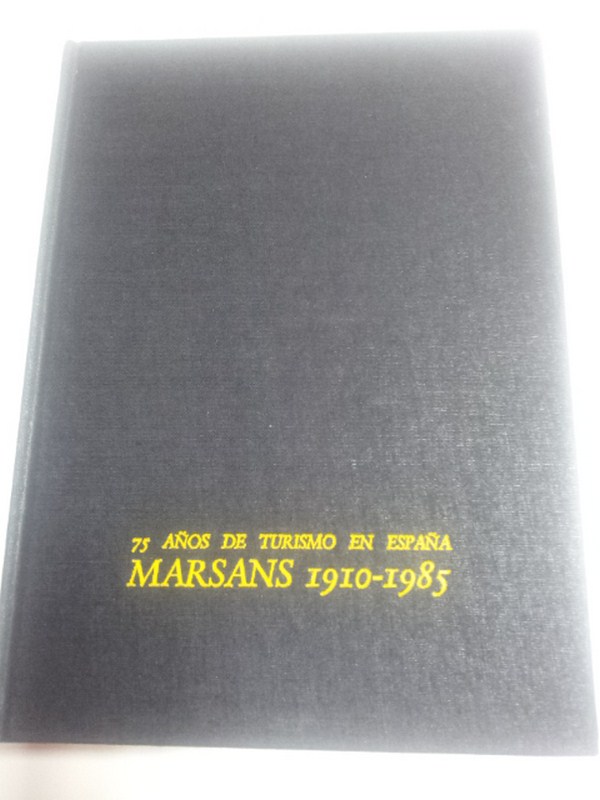 75 AÑOS DE TURISMO EN ESPAÑA
MARSANS 1910-1985